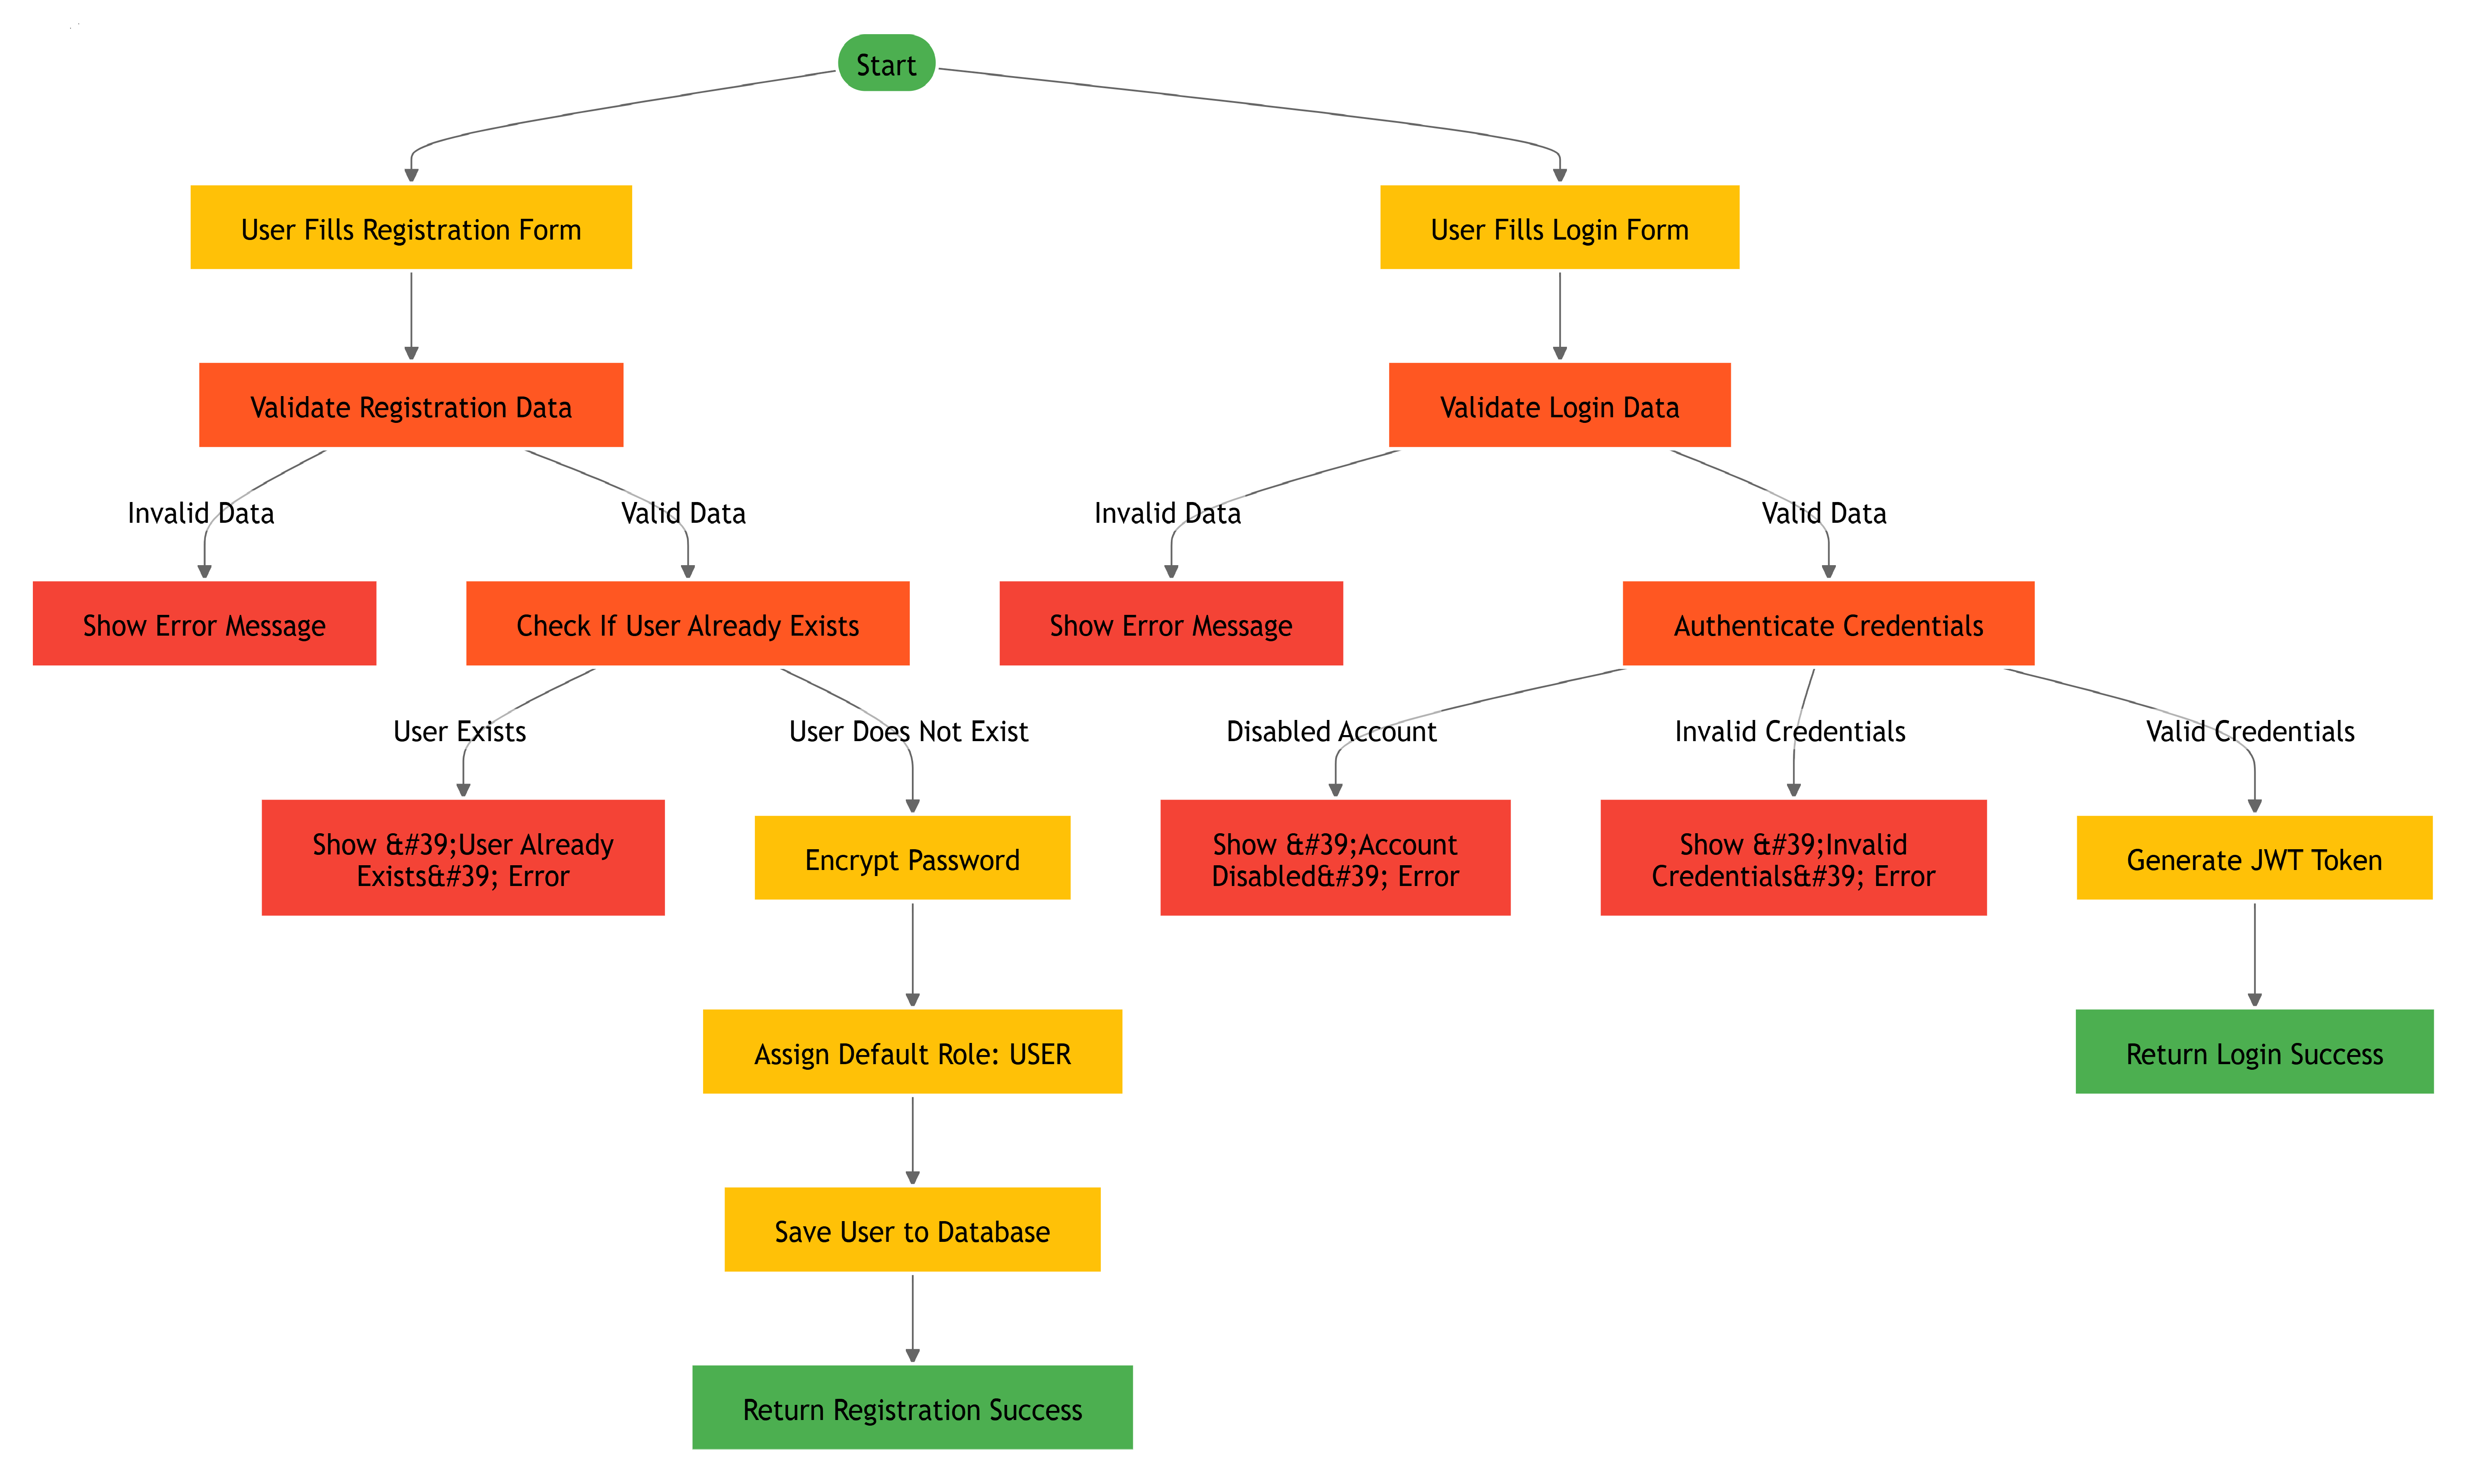 Start
User Fills Registration Form
User Fills Login Form
Validate Registration Data
Validate Login Data
Invalid Data
Valid Data
Invalid Data
Valid Data
Show Error Message
Check If User Already Exists
Show Error Message
Authenticate Credentials
User Exists
User Does Not Exist
Disabled Account
Invalid Credentials
Valid Credentials
Show &#39;User Already
Exists&#39; Error
Encrypt Password
Show &#39;Account
Disabled&#39; Error
Show &#39;Invalid
Credentials&#39; Error
Generate JWT Token
Assign Default Role: USER
Return Login Success
Save User to Database
Return Registration Success